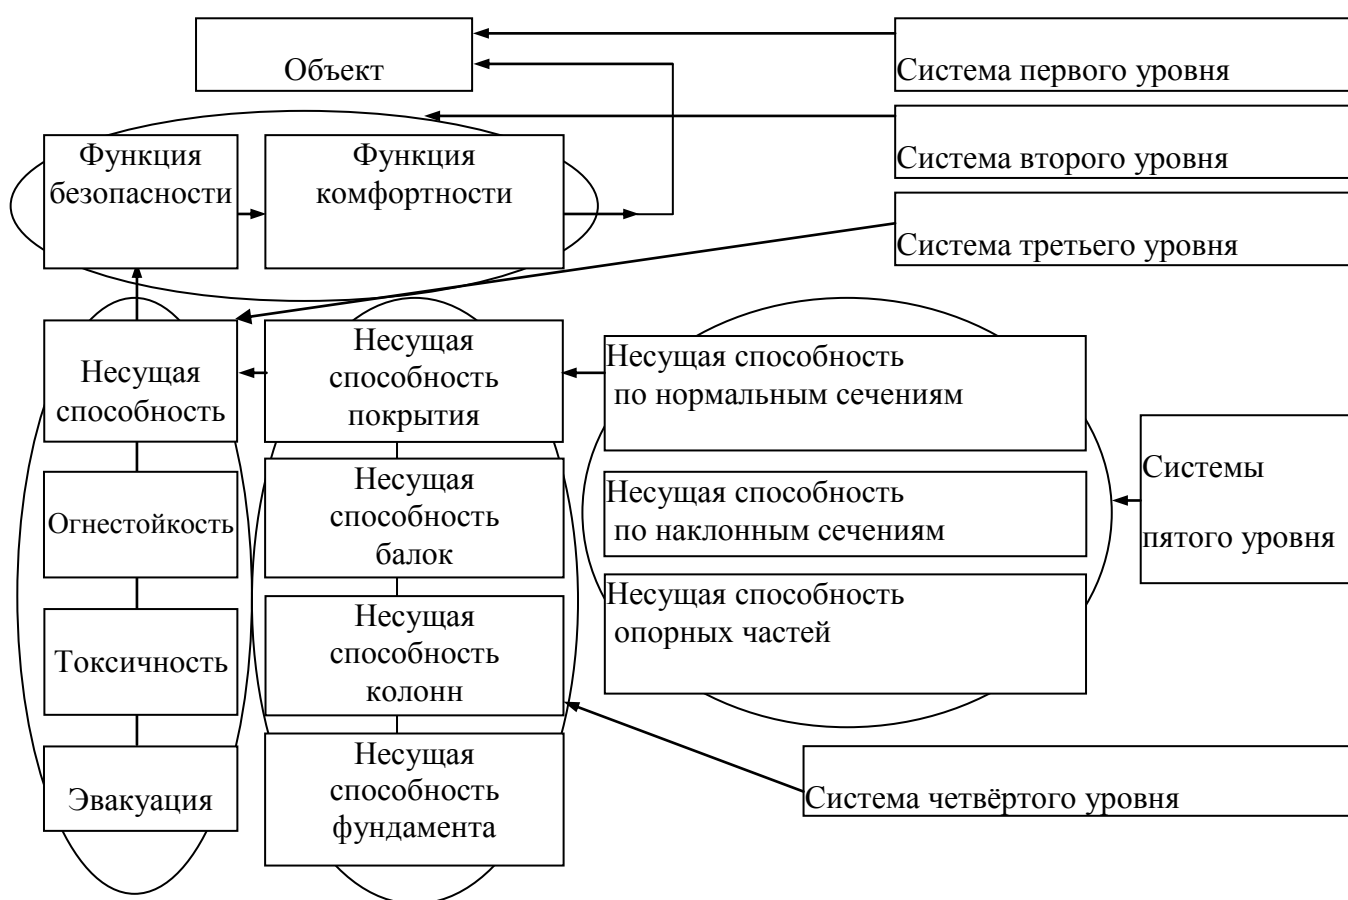 Объект
Система первого уровня
Функция
безопасности
Функция
комфортности
Система второго уровня
Система третьего уровня
Несущая
способность
Огнестойкость
Токсичность
Эвакуация
Несущая
способность
покрытия
Несущая
способность
балок
Несущая
способность
колонн
Несущая
способность
фундамента
Несущая способность
по нормальным сечениям
Несущая способность
по наклонным сечениям
Несущая способность
опорных частей
Системы
пятого уровня
Система четвёртого уровня